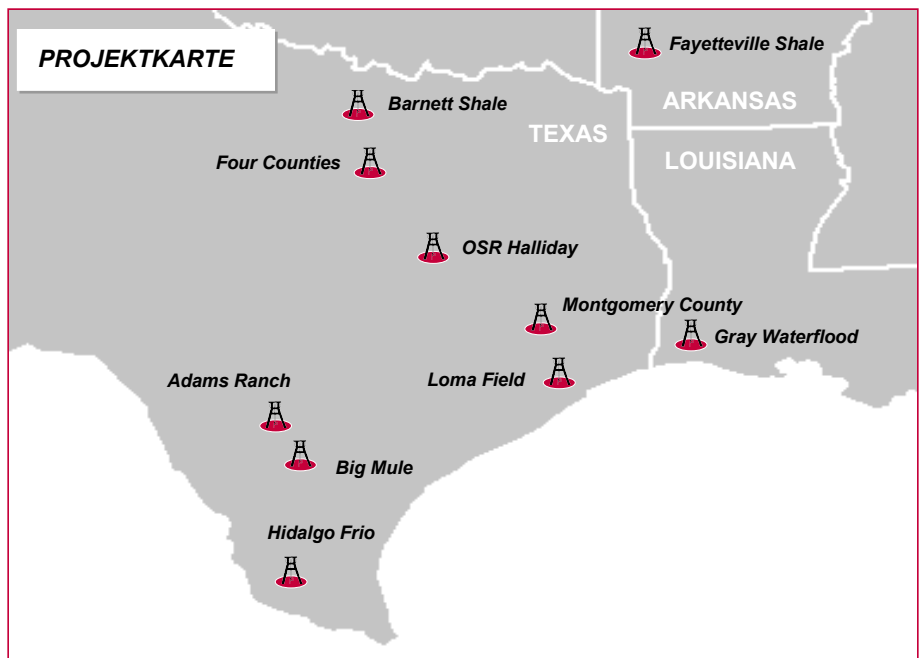 PROJEKTKARTE
Fayetteville Shale
Barnett Shale
ARKANSAS
TEXAS
Four Counties
LOUISIANA
OSR Halliday
Montgomery County
Gray Waterflood
Adams Ranch
Loma Field
Big Mule
Hidalgo Frio